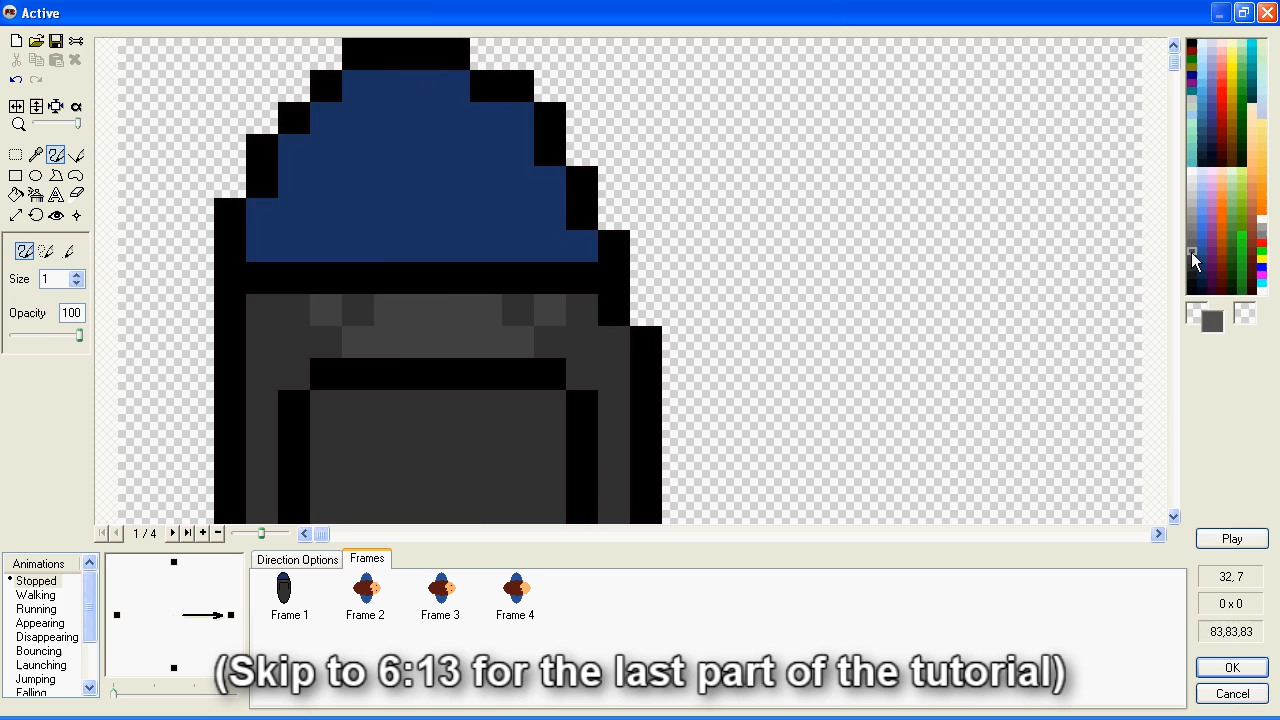 Active
Size 1
Opacity 100
1 / 4
Animations
Stopped
Walking
Running
Appearing
Disappearing
Bouncing
Launching
Jumping
Falling
Direction Options Frames
Frame 1 Frame 2 Frame 3 Frame 4
Play
32, 7
0 x 0
83,83,83
OK
Cancel
(Skip to 6:13 for the last part of the tutorial)